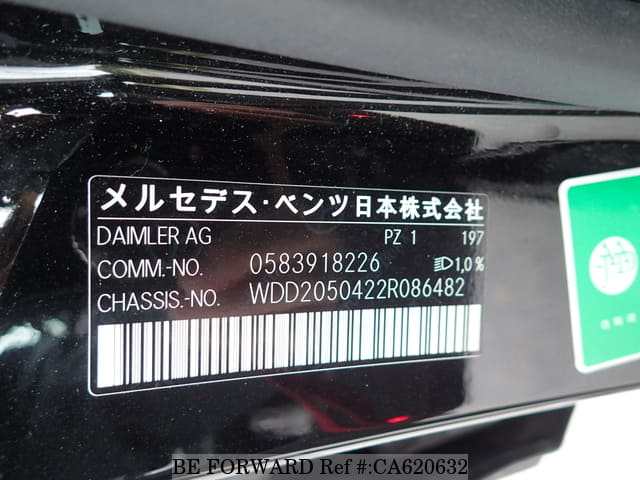 メルセデス・ベンツ日本株式会社
DAIMLER AG PZ 1 197
COMM.-NO. 0583918226 1,0%
CHASSIS.-NO. WDD2050422R086482
BE FORWARD Ref #:CA620632